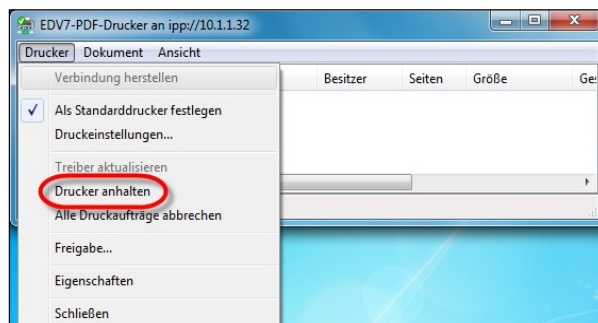 EDV7-PDF-Drucker an ipp://10.1.1.32
Drucker Dokument Ansicht
Verbindung herstellen
Besitzer Seiten Größe
Als Standarddrucker festlegen
Druckeinstellungen...
Treiber aktualisieren
Drucker anhalten
Alle Druckaufträge abbrechen
Freigabe...
Eigenschaften
Schließen